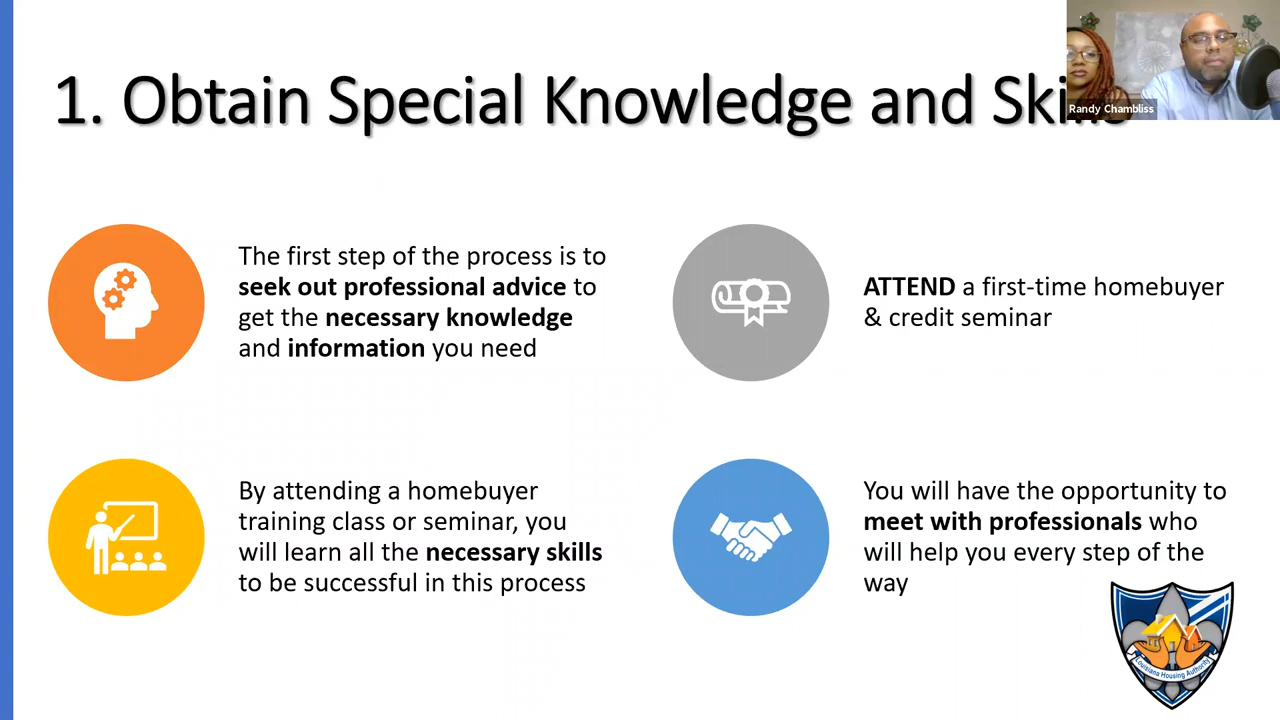 1. Obtain Special Knowledge and Skills
Randy Chambliss
The first step of the process is to
seek out professional advice to
get the necessary knowledge
and information you need
ATTEND a first-time homebuyer
& credit seminar
By attending a homebuyer
training class or seminar, you
will learn all the necessary skills
to be successful in this process
You will have the opportunity to
meet with professionals who
will help you every step of the
way
Louisiana Housing Authority